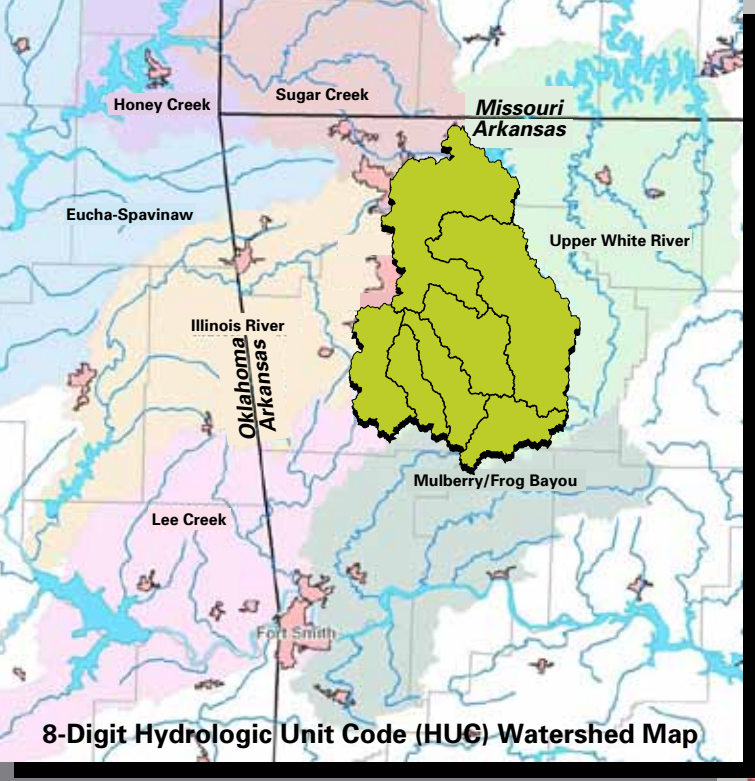 Honey Creek
Sugar Creek
Missouri
Arkansas
Eucha-Spavinaw
Upper White River
Illinois River
Oklahoma
Arkansas
Mulberry/Frog Bayou
Lee Creek
Fort Smith
8-Digit Hydrologic Unit Code (HUC) Watershed Map